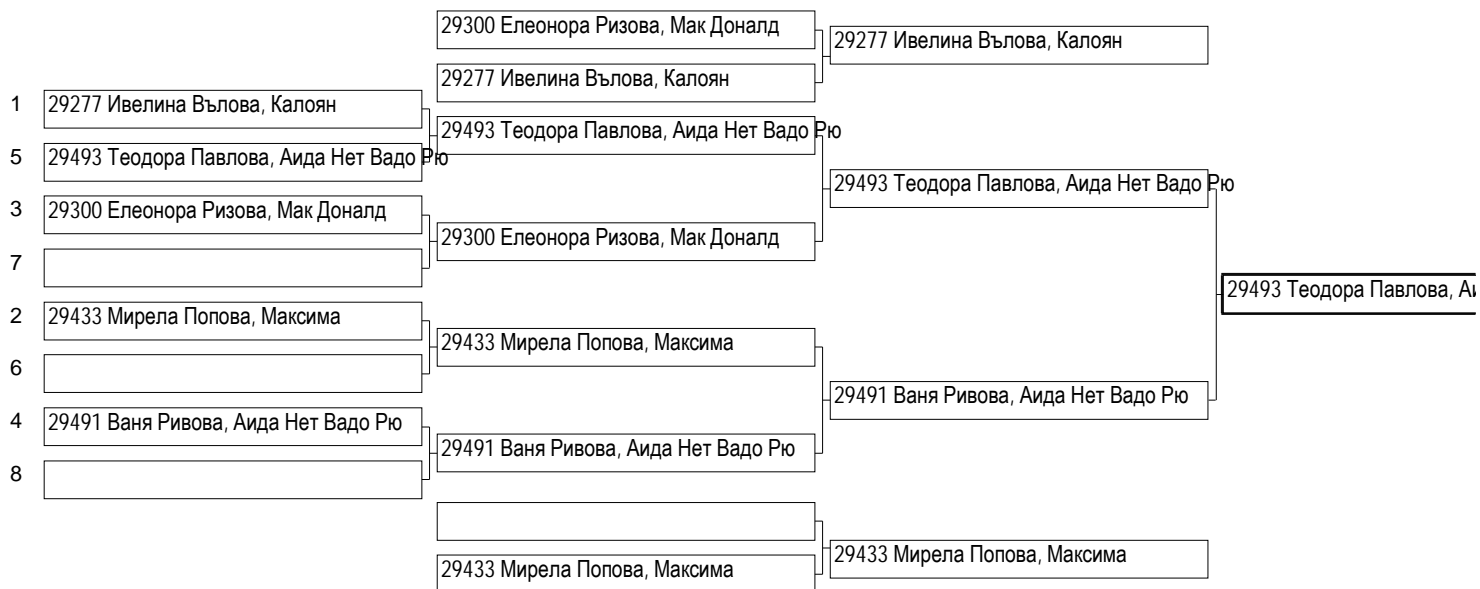 29300 Елеонора Ризова, Мак Доналд
29277 Ивелина Вълова, Калоян
29277 Ивелина Вълова, Калоян
1 29277 Ивелина Вълова, Калоян
29493 Теодора Павлова, Аида Нет Вадо Рю
5 29493 Теодора Павлова, Аида Нет Вадо Рю
29493 Теодора Павлова, Аида Нет Вадо Рю
3 29300 Елеонора Ризова, Мак Доналд
29300 Елеонора Ризова, Мак Доналд
7
29493 Теодора Павлова, Аи
2 29433 Мирела Попова, Максима
29433 Мирела Попова, Максима
6
29491 Ваня Ривова, Аида Нет Вадо Рю
4 29491 Ваня Ривова, Аида Нет Вадо Рю
29491 Ваня Ривова, Аида Нет Вадо Рю
8
29433 Мирела Попова, Максима
29433 Мирела Попова, Максима